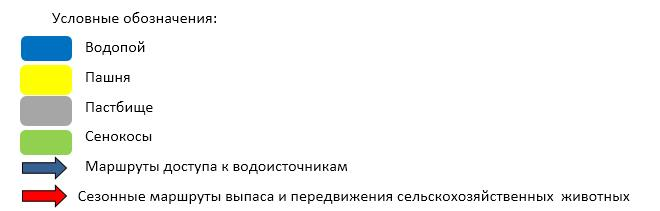 Условные обозначения:
Водопой
Пашня
Пастбище
Сенокосы
Маршруты доступа к водоисточникам
Сезонные маршруты выпаса и передвижения сельскохозяйственных животных